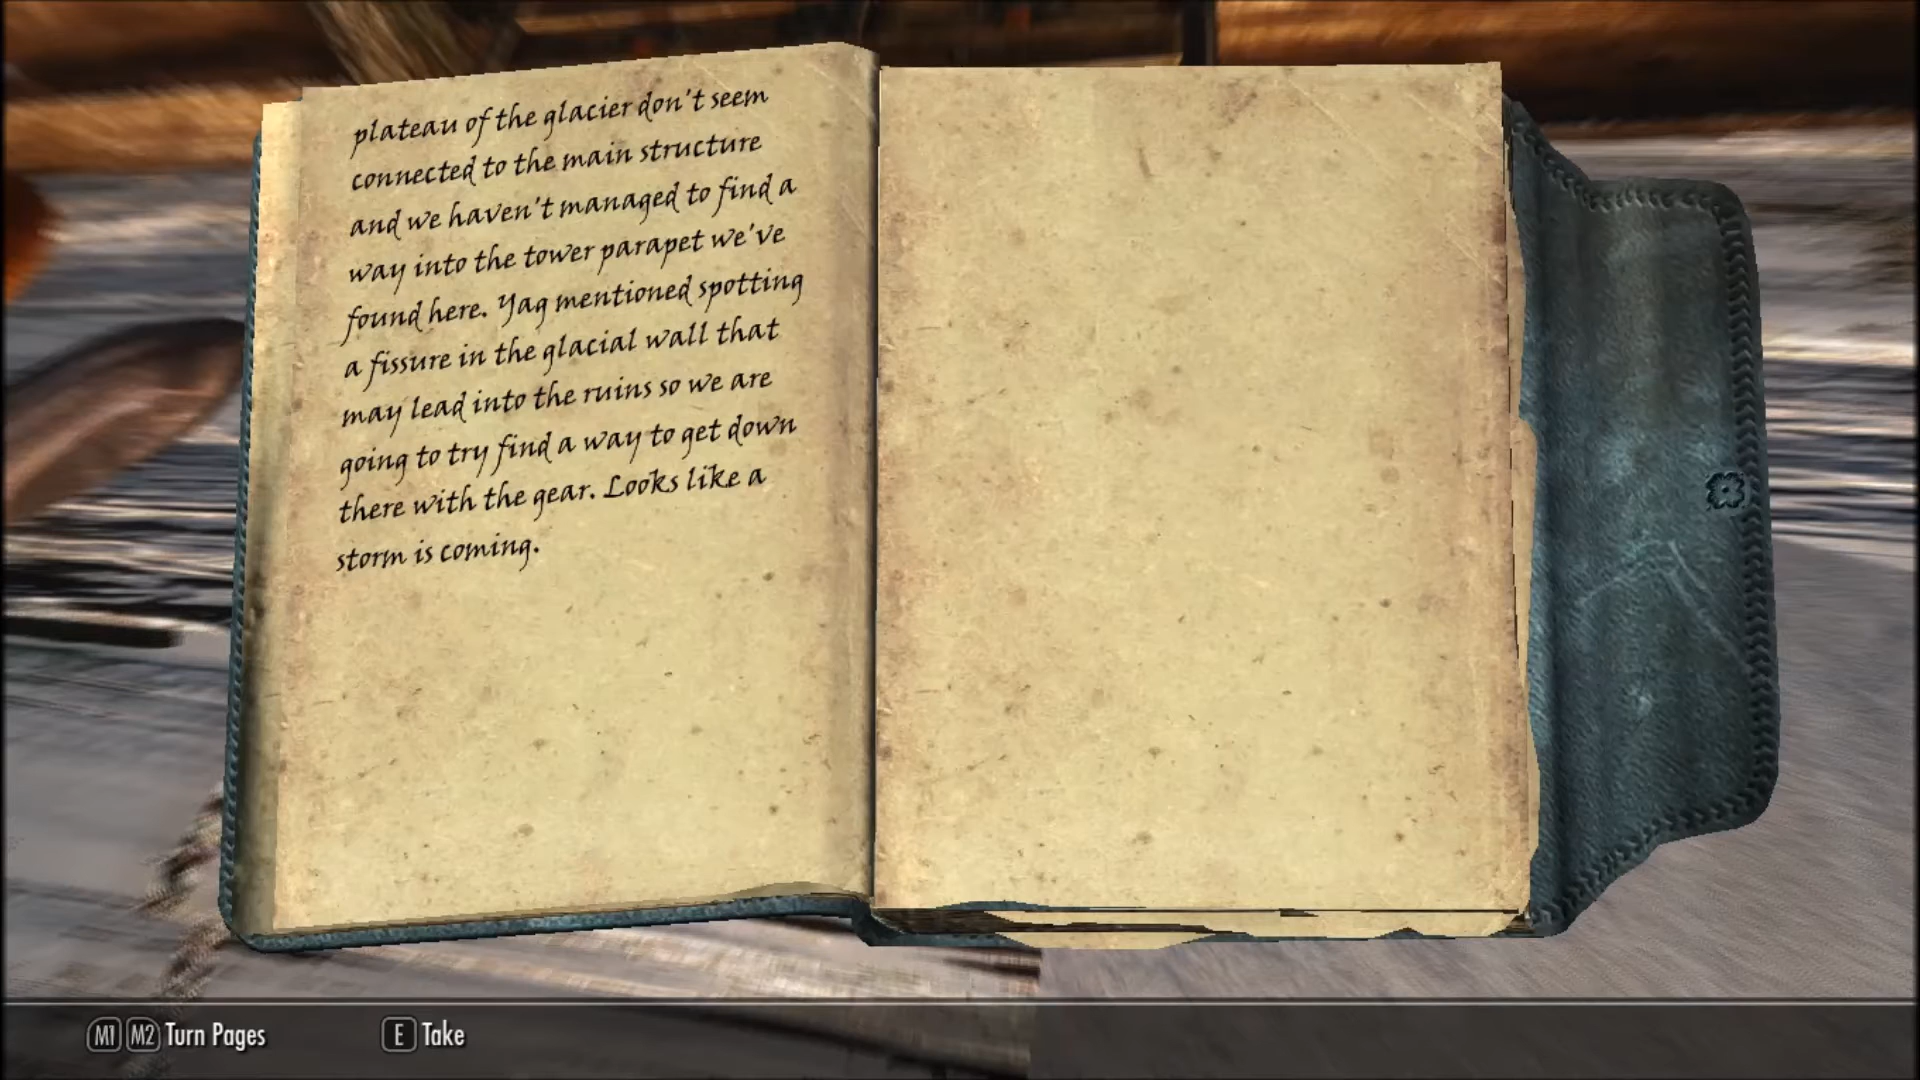 plateau of the glacier don't seem
connected to the main structure
and we haven't managed to find a
way into the tower parapet we've
found here. Yag mentioned spotting
a fissure in the glacial wall that
may lead into the ruins so we are
going to try find a way to get down
there with the gear. Looks like a
storm is coming.
M1 M2 Turn Pages E Take